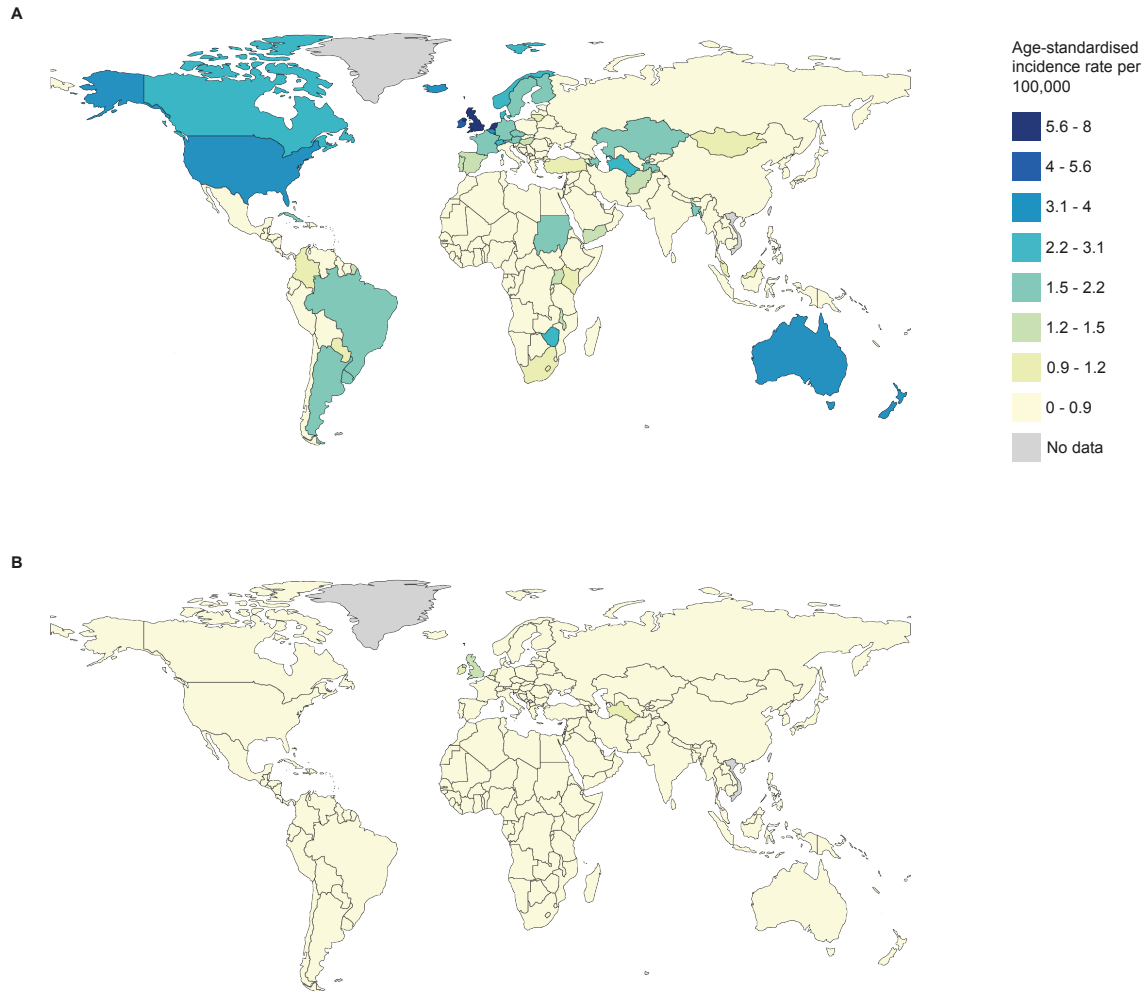 A
Age-standardised
incidence rate per
100,000
5.6 - 8
4 - 5.6
3.1 - 4
2.2 - 3.1
1.5 - 2.2
1.2 - 1.5
0.9 - 1.2
0 - 0.9
No data
B